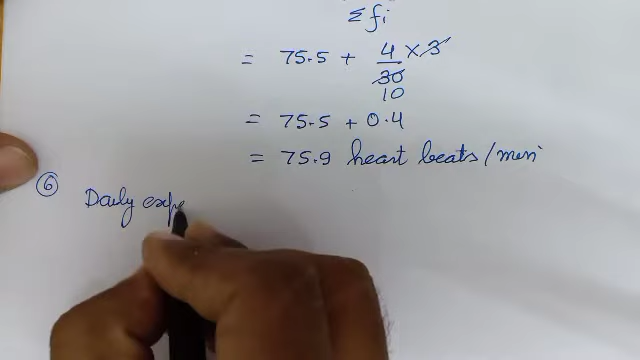 Σfi
= 75.5 + 4/30 × 3
10
= 75.5 + 0.4
= 75.9 heart beats/min
⑥ Daily exp